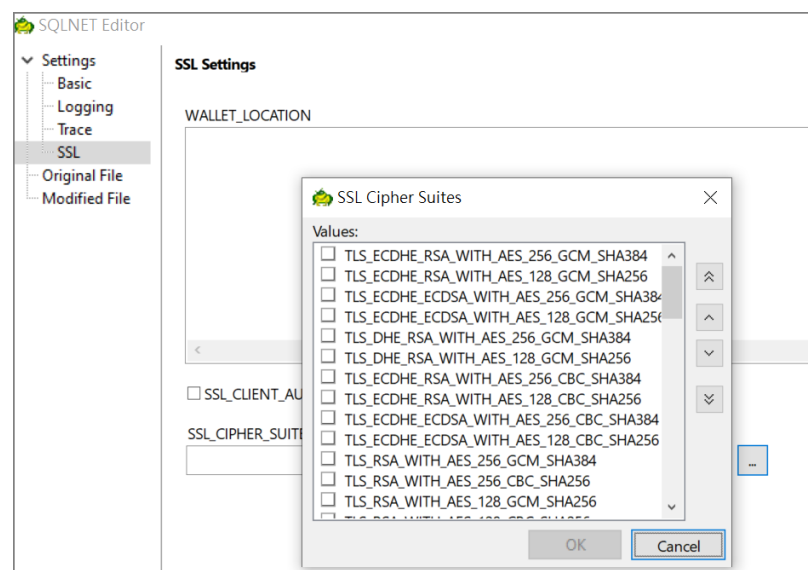 SQLNET Editor
Settings
Basic
Logging
Trace
SSL
Original File
Modified File
SSL Settings
WALLET_LOCATION
SSL Cipher Suites
Values:
TLS_ECDHE_RSA_WITH_AES_256_GCM_SHA384
TLS_ECDHE_RSA_WITH_AES_128_GCM_SHA256
TLS_ECDHE_ECDSA_WITH_AES_256_GCM_SHA384
TLS_ECDHE_ECDSA_WITH_AES_128_GCM_SHA256
TLS_DHE_RSA_WITH_AES_256_GCM_SHA384
TLS_DHE_RSA_WITH_AES_128_GCM_SHA256
TLS_ECDHE_RSA_WITH_AES_256_CBC_SHA384
TLS_ECDHE_RSA_WITH_AES_128_CBC_SHA256
TLS_ECDHE_ECDSA_WITH_AES_256_CBC_SHA384
TLS_ECDHE_ECDSA_WITH_AES_128_CBC_SHA256
TLS_RSA_WITH_AES_256_GCM_SHA384
TLS_RSA_WITH_AES_256_CBC_SHA256
TLS_RSA_WITH_AES_128_GCM_SHA256
SSL_CLIENT_AU
SSL_CIPHER_SUITE
...
OK
Cancel